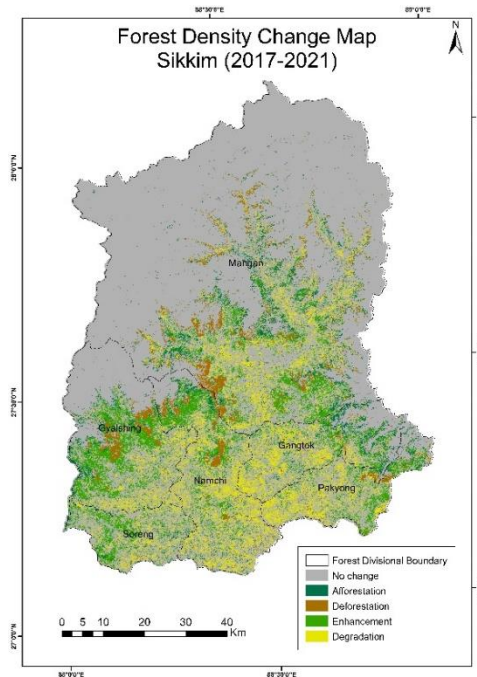 88°30'0"E
89°0'0"E
Forest Density Change Map
Sikkim (2017-2021)
N
28°0'0"N
Mangan
27°30'0"N
Gyalshing
Gangtok
Namchi
Pakyong
Soreng
Forest Divisional Boundary
No change
Afforestation
Deforestation
Enhancement
Degradation
0 5 10 20 30 40
Km
27°0'0"N
88°0'0"E
88°30'0"E